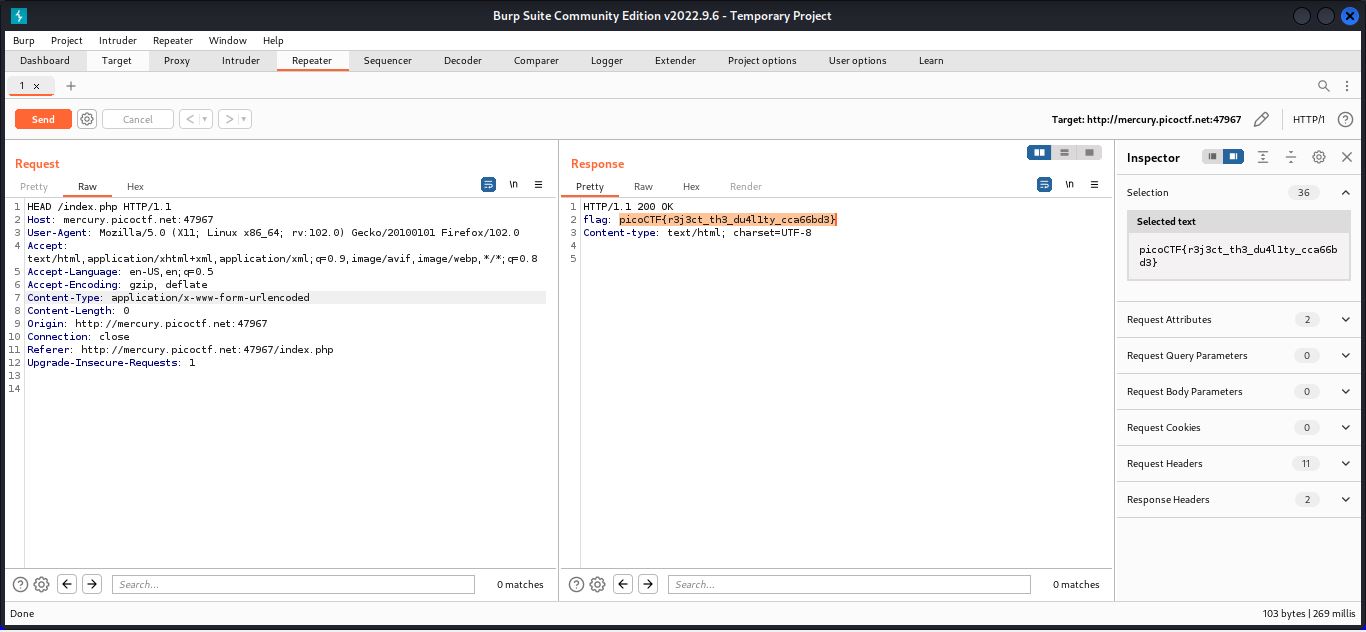 Burp Suite Community Edition v2022.9.6 - Temporary Project
Burp Project Intruder Repeater Window Help
Dashboard Target Proxy Intruder Repeater Sequencer Decoder Comparer Logger Extender Project options User options Learn
1 ×
Send Cancel < >
Target: http://mercury.picoctf.net:47967 HTTP/1 ?
Request
Pretty Raw Hex \n
1 HEAD /index.php HTTP/1.1
2 Host: mercury.picoctf.net:47967
3 User-Agent: Mozilla/5.0 (X11; Linux x86_64; rv:102.0) Gecko/20100101 Firefox/102.0
4 Accept:
text/html,application/xhtml+xml,application/xml;q=0.9,image/avif,image/webp,*/*;q=0.8
5 Accept-Language: en-US,en;q=0.5
6 Accept-Encoding: gzip, deflate
7 Content-Type: application/x-www-form-urlencoded
8 Content-Length: 0
9 Origin: http://mercury.picoctf.net:47967
10 Connection: close
11 Referer: http://mercury.picoctf.net:47967/index.php
12 Upgrade-Insecure-Requests: 1
13
14
Search...
0 matches
Response
Pretty Raw Hex Render \n
1 HTTP/1.1 200 OK
2 flag: picoCTF{r3j3ct_th3_du4l1ty_cca66bd3}
3 Content-type: text/html; charset=UTF-8
4
5
Search...
0 matches
Inspector
Selection 36
Selected text
picoCTF{r3j3ct_th3_du4l1ty_cca66b
d3}
Request Attributes 2
Request Query Parameters 0
Request Body Parameters 0
Request Cookies 0
Request Headers 11
Response Headers 2
Done
103 bytes | 269 millis